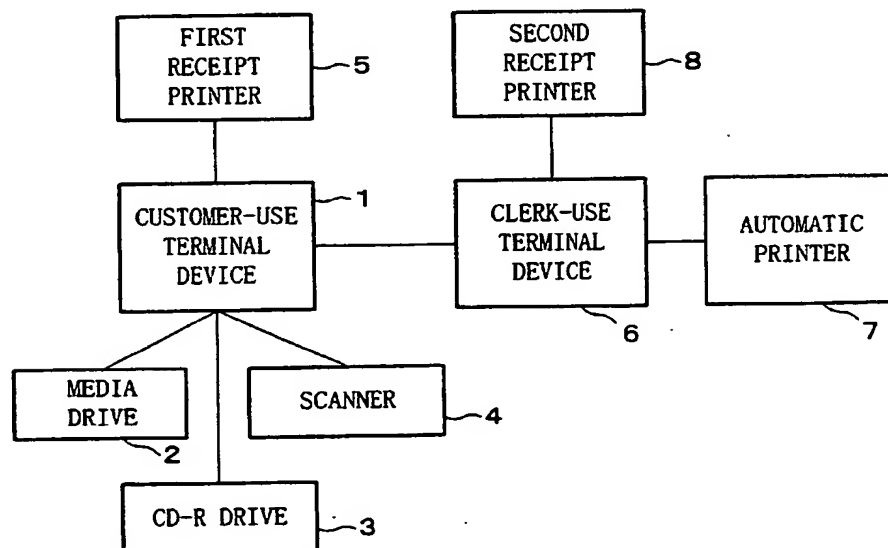 FIRST
RECEIPT
PRINTER
5
SECOND
RECEIPT
PRINTER
8
CUSTOMER-USE
TERMINAL
DEVICE
1
CLERK-USE
TERMINAL
DEVICE
6
AUTOMATIC
PRINTER
7
MEDIA
DRIVE
2
SCANNER
4
CD-R DRIVE
3